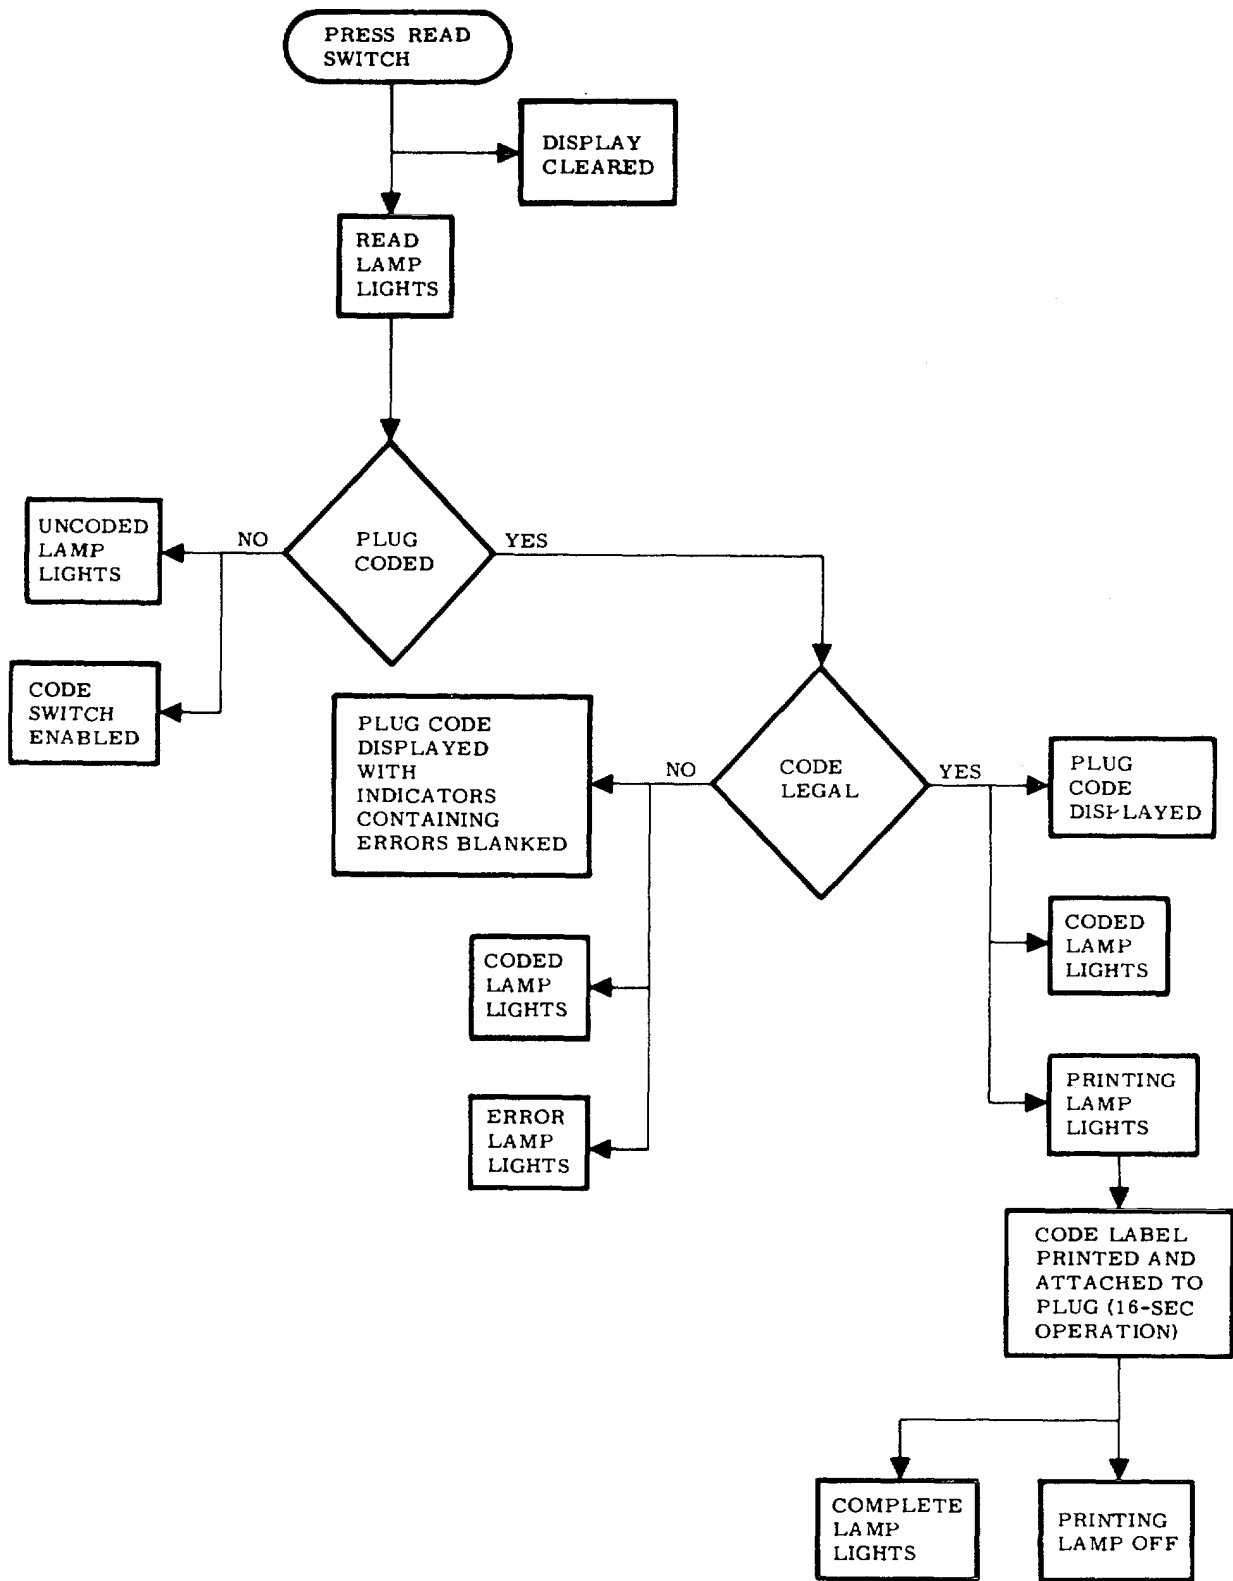 PRESS READ
SWITCH
DISPLAY
CLEARED
READ
LAMP
LIGHTS
PLUG
CODED
NO
YES
UNCODED
LAMP
LIGHTS
CODE
SWITCH
ENABLED
CODE
LEGAL
NO
YES
PLUG CODE
DISPLAYED
WITH
INDICATORS
CONTAINING
ERRORS BLANKED
CODED
LAMP
LIGHTS
ERROR
LAMP
LIGHTS
PLUG
CODE
DISPLAYED
CODED
LAMP
LIGHTS
PRINTING
LAMP
LIGHTS
CODE LABEL
PRINTED AND
ATTACHED TO
PLUG (16-SEC
OPERATION)
COMPLETE
LAMP
LIGHTS
PRINTING
LAMP OFF